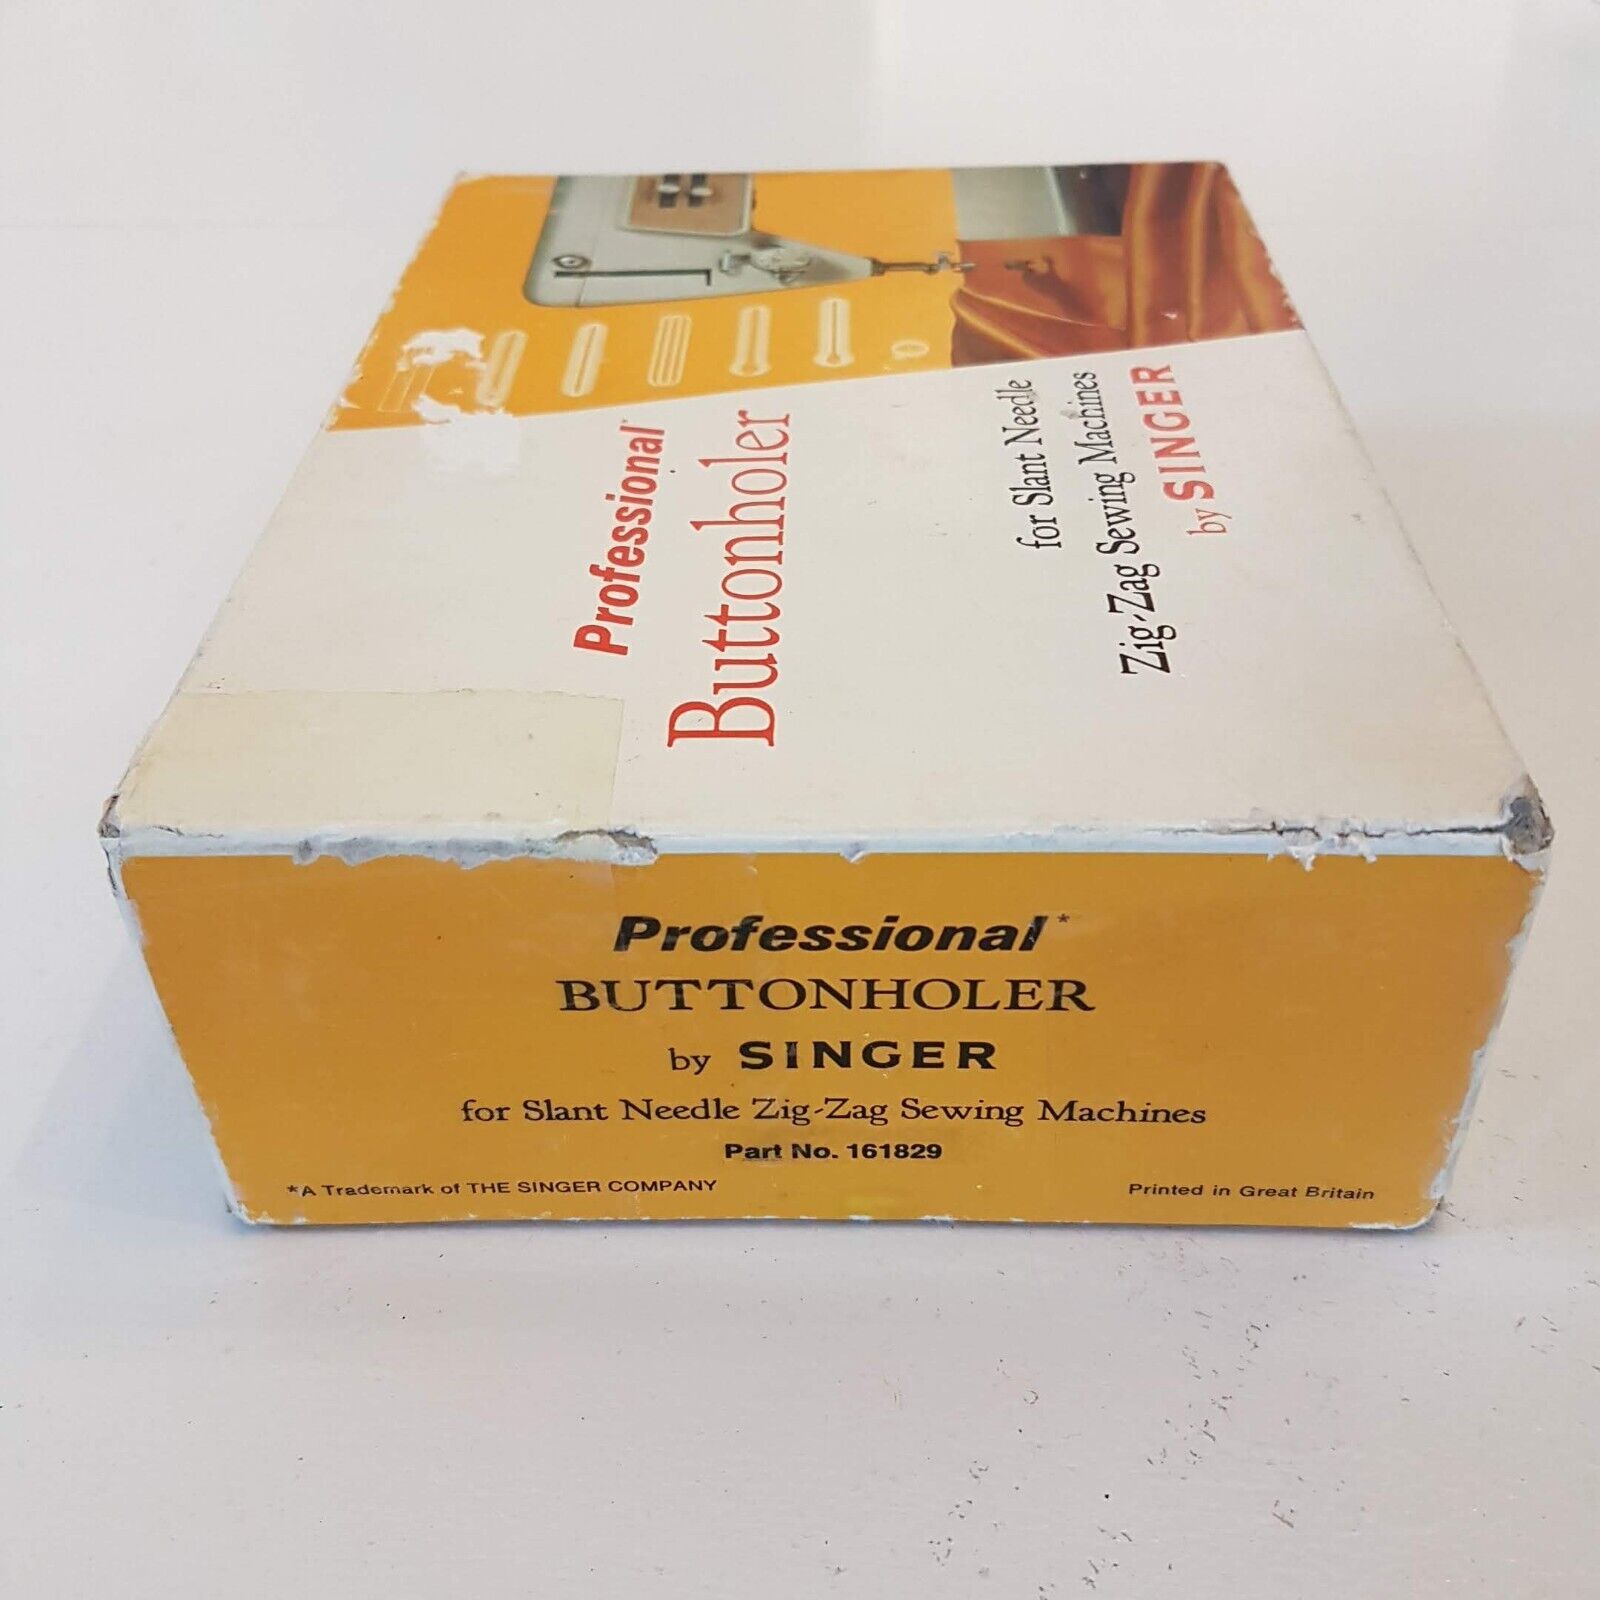 Professional*
Buttonholer
for Slant Needle
Zig-Zag Sewing Machines
by SINGER
Professional*
BUTTONHOLER
by SINGER
for Slant Needle Zig-Zag Sewing Machines
Part No. 161829
*A Trademark of THE SINGER COMPANY
Printed in Great Britain